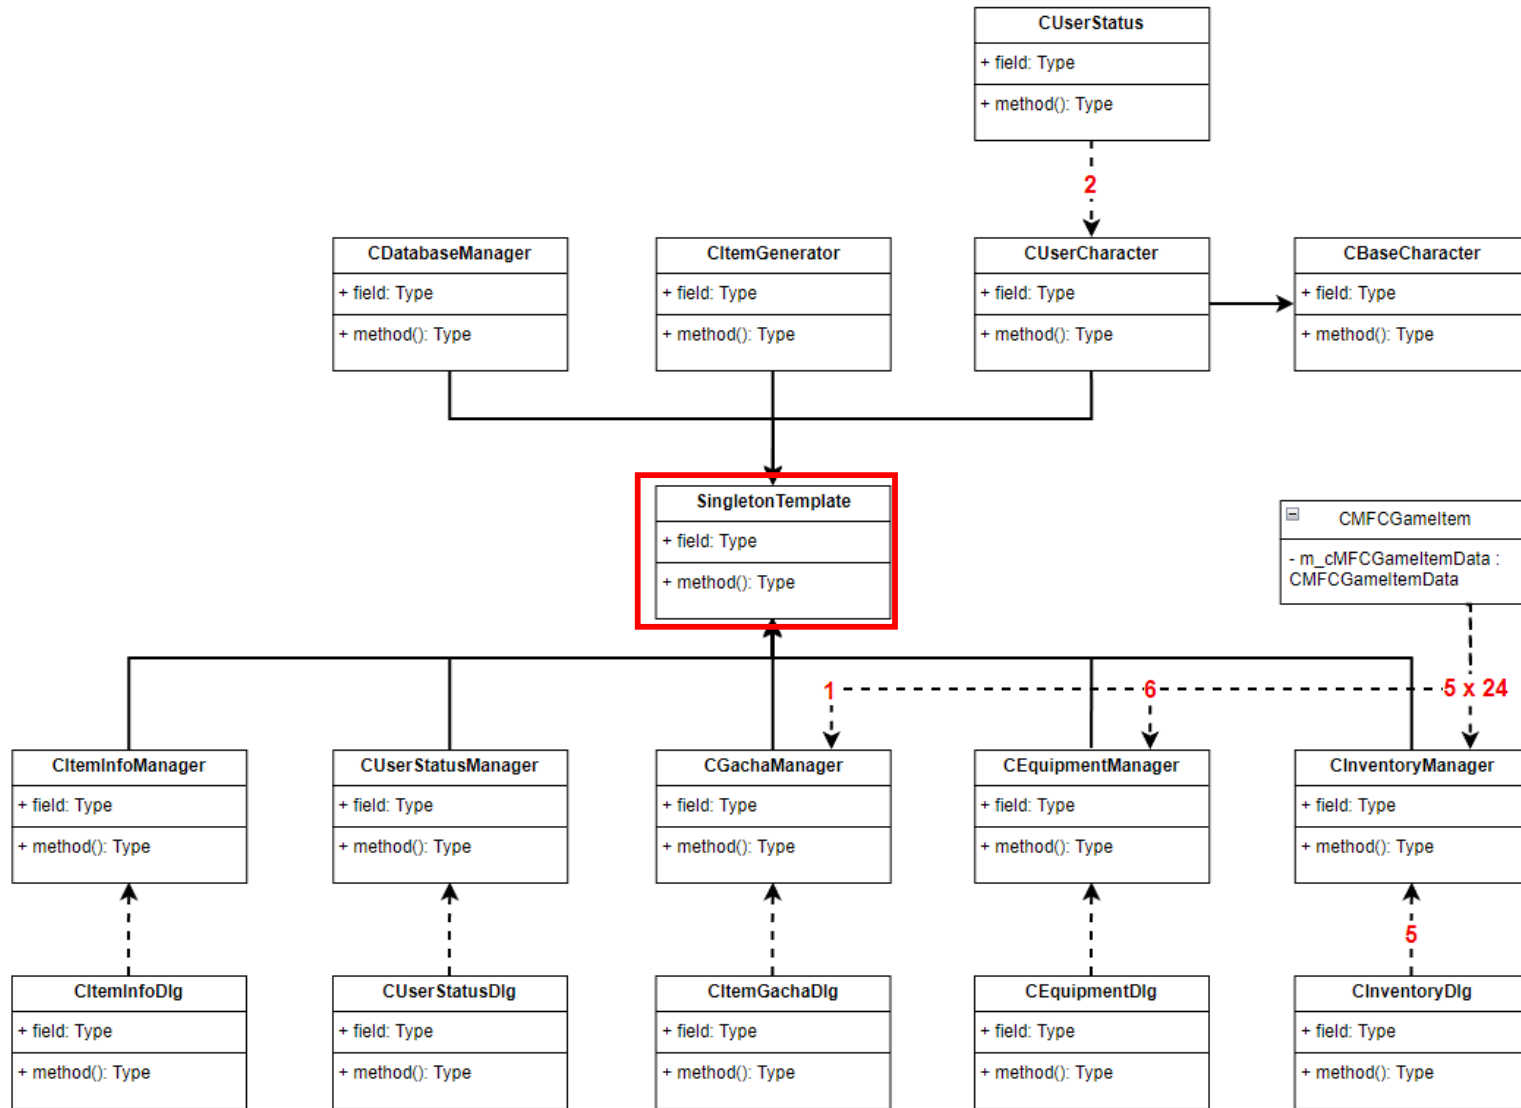 CUserStatus
+ field: Type
+ method(): Type
2
CDatabaseManager
+ field: Type
+ method(): Type
CItemGenerator
+ field: Type
+ method(): Type
CUserCharacter
+ field: Type
+ method(): Type
CBaseCharacter
+ field: Type
+ method(): Type
SingletonTemplate
+ field: Type
+ method(): Type
CMFCGameItem
- m_cMFCGameItemData :
CMFCGameItemData
1
6
5 x 24
CItemInfoManager
+ field: Type
+ method(): Type
CUserStatusManager
+ field: Type
+ method(): Type
CGachaManager
+ field: Type
+ method(): Type
CEquipmentManager
+ field: Type
+ method(): Type
CInventoryManager
+ field: Type
+ method(): Type
5
CItemInfoDlg
+ field: Type
+ method(): Type
CUserStatusDlg
+ field: Type
+ method(): Type
CItemGachaDlg
+ field: Type
+ method(): Type
CEquipmentDlg
+ field: Type
+ method(): Type
CInventoryDlg
+ field: Type
+ method(): Type